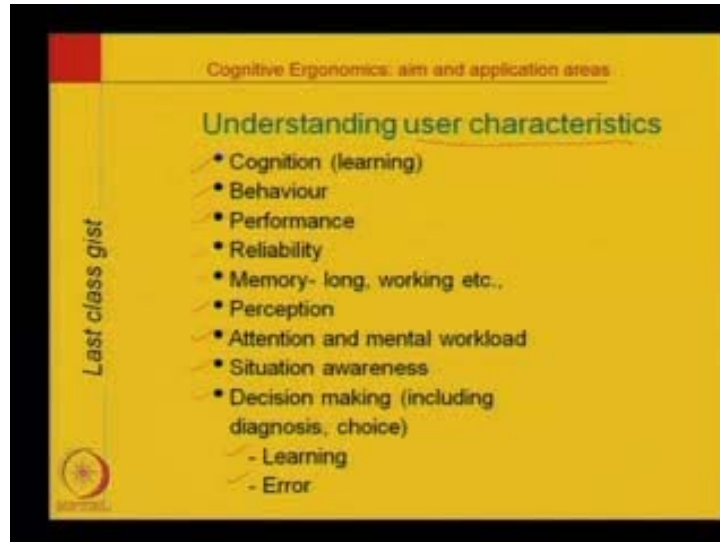 Cognitive Ergonomics: aim and application areas
Understanding user characteristics
• Cognition (learning)
• Behaviour
• Performance
• Reliability
• Memory- long, working etc.,
• Perception
• Attention and mental workload
• Situation awareness
• Decision making (including
diagnosis, choice)
- Learning
- Error
Last class gist
NPTEL